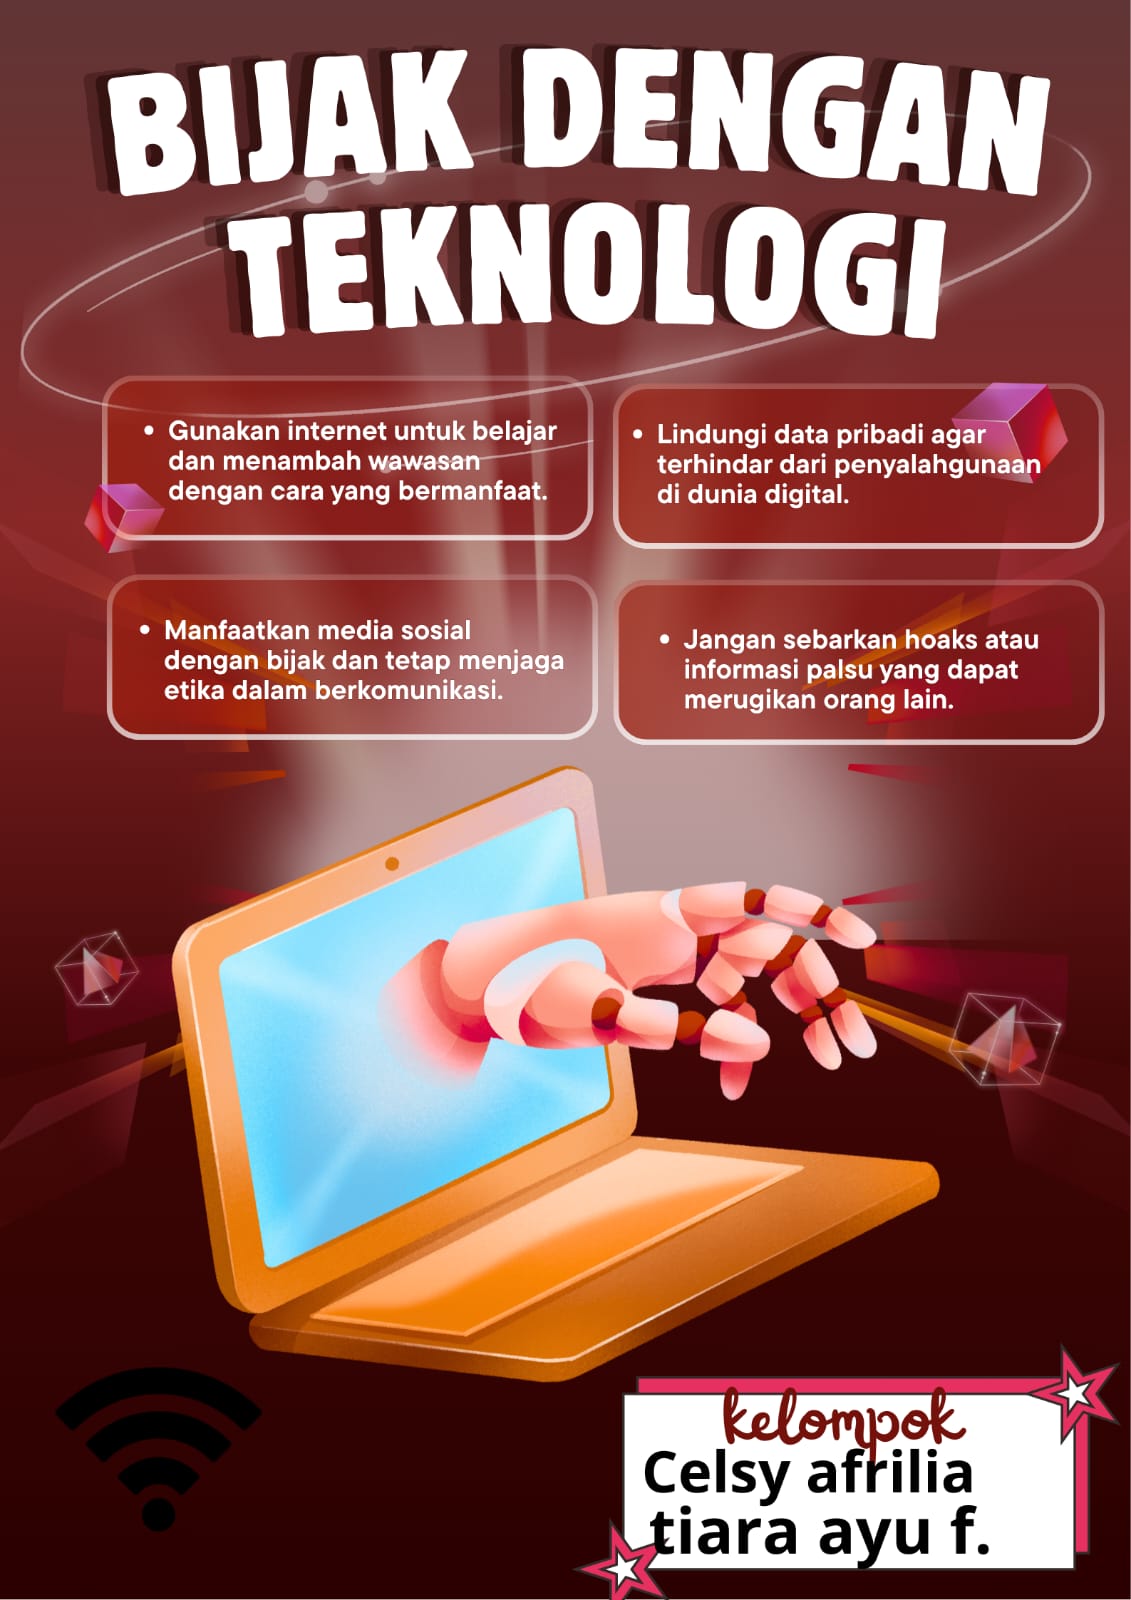 BIJAK DENGAN
TEKNOLOGI
• Gunakan internet untuk belajar
dan menambah wawasan
dengan cara yang bermanfaat.
• Lindungi data pribadi agar
terhindar dari penyalahgunaan
di dunia digital.
• Manfaatkan media sosial
dengan bijak dan tetap menjaga
etika dalam berkomunikasi.
• Jangan sebarkan hoaks atau
informasi palsu yang dapat
merugikan orang lain.
kelompok
Celsy afrilia
tiara ayu f.